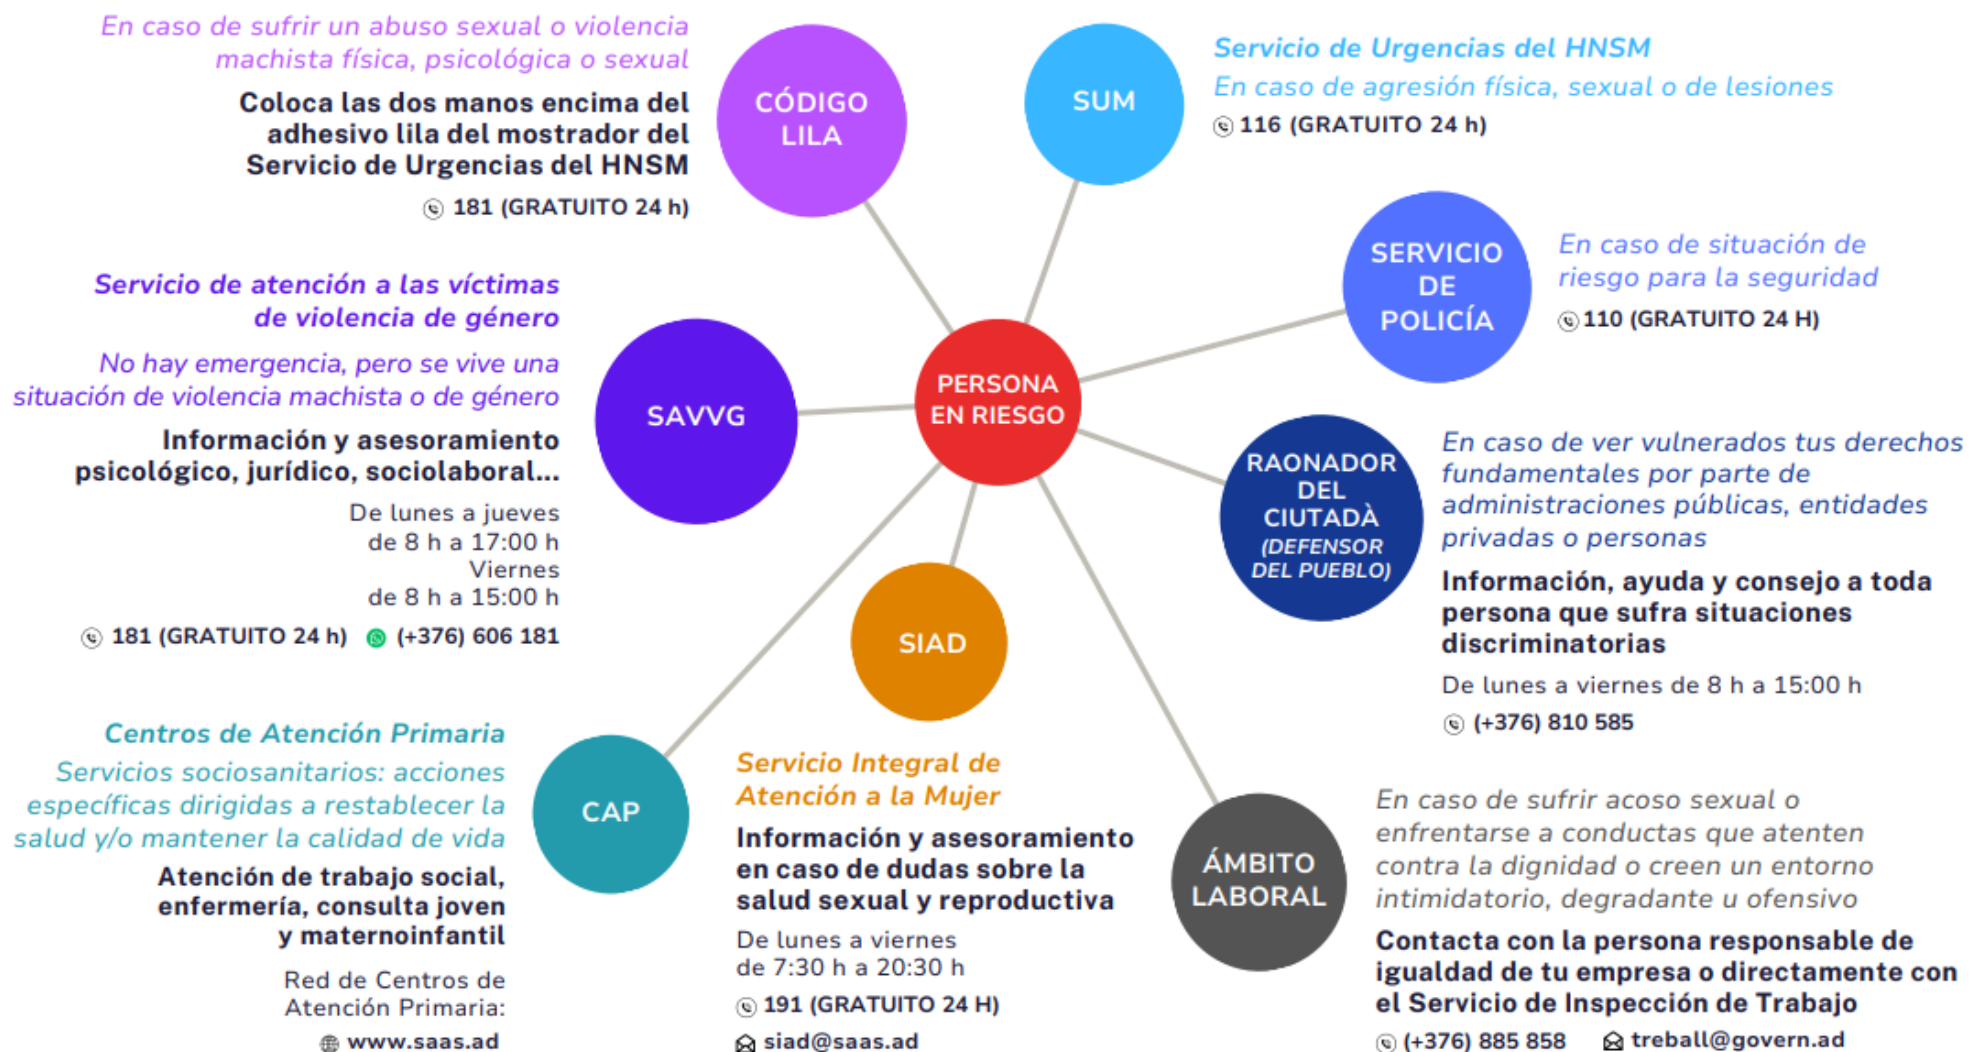 En caso de sufrir un abuso sexual o violencia
machista física, psicológica o sexual
Coloca las dos manos encima del
adhesivo lila del mostrador del
Servicio de Urgencias del HNSM
181 (GRATUITO 24 h)
CÓDIGO
LILA
SUM
Servicio de Urgencias del HNSM
En caso de agresión física, sexual o de lesiones
116 (GRATUITO 24 h)
SERVICIO
DE
POLICÍA
En caso de situación de
riesgo para la seguridad
110 (GRATUITO 24 H)
Servicio de atención a las víctimas
de violencia de género
No hay emergencia, pero se vive una
situación de violencia machista o de género
Información y asesoramiento
psicológico, jurídico, sociolaboral...
De lunes a jueves
de 8 h a 17:00 h
Viernes
de 8 h a 15:00 h
181 (GRATUITO 24 h) (+376) 606 181
SAVVG
PERSONA
EN RIESGO
RAONADOR
DEL
CIUTADÀ
(DEFENSOR
DEL PUEBLO)
En caso de ver vulnerados tus derechos
fundamentales por parte de
administraciones públicas, entidades
privadas o personas
Información, ayuda y consejo a toda
persona que sufra situaciones
discriminatorias
De lunes a viernes de 8 h a 15:00 h
(+376) 810 585
Centros de Atención Primaria
Servicios sociosanitarios: acciones
específicas dirigidas a restablecer la
salud y/o mantener la calidad de vida
Atención de trabajo social,
enfermería, consulta joven
y maternoinfantil
Red de Centros de
Atención Primaria:
www.saas.ad
CAP
SIAD
Servicio Integral de
Atención a la Mujer
Información y asesoramiento
en caso de dudas sobre la
salud sexual y reproductiva
De lunes a viernes
de 7:30 h a 20:30 h
191 (GRATUITO 24 H)
siad@saas.ad
ÁMBITO
LABORAL
En caso de sufrir acoso sexual o
enfrentarse a conductas que atenten
contra la dignidad o creen un entorno
intimidatorio, degradante u ofensivo
Contacta con la persona responsable de
igualdad de tu empresa o directamente con
el Servicio de Inspección de Trabajo
(+376) 885 858 treball@govern.ad